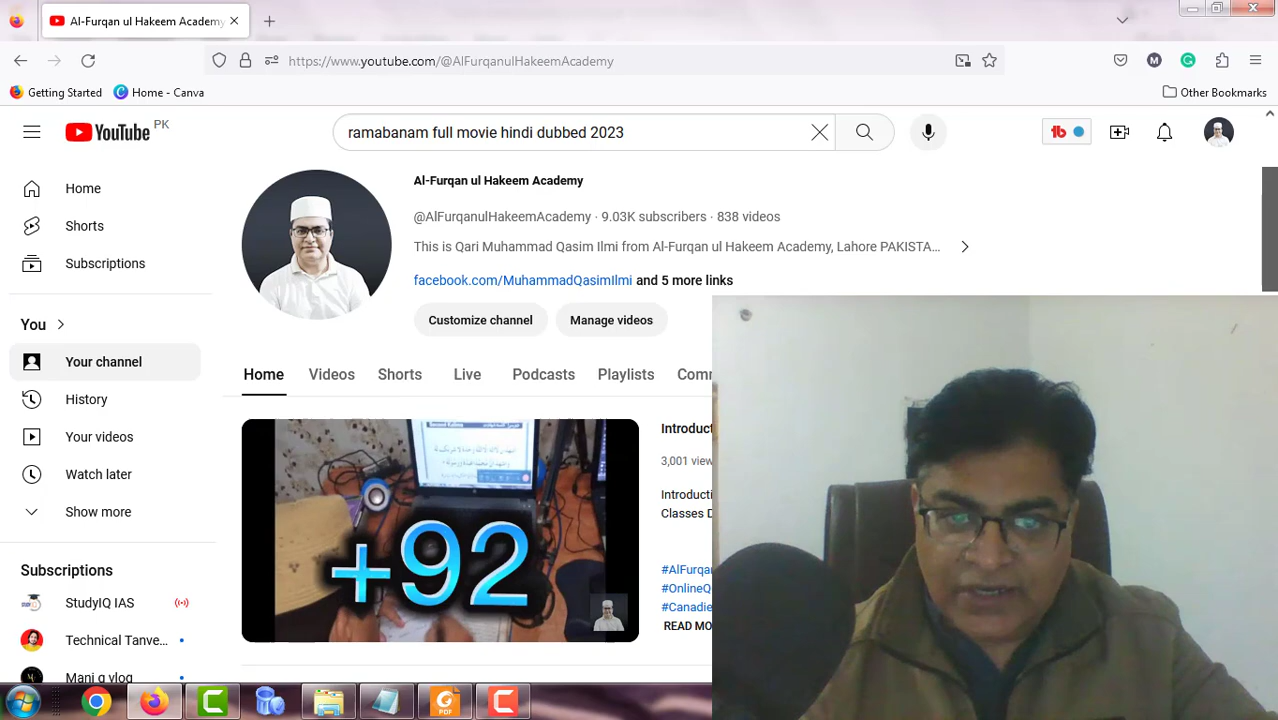 Al-Furqan ul Hakeem Academy
https://www.youtube.com/@AlFurqanulHakeemAcademy
Getting Started
Home - Canva
Other Bookmarks
YouTube PK
ramabanam full movie hindi dubbed 2023
Home
Shorts
Subscriptions
You
Your channel
History
Your videos
Watch later
Show more
Subscriptions
StudyIQ IAS
Technical Tanve...
Mani g vlog
Al-Furqan ul Hakeem Academy
@AlFurqanulHakeemAcademy · 9.03K subscribers · 838 videos
This is Qari Muhammad Qasim Ilmi from Al-Furqan ul Hakeem Academy, Lahore PAKISTA...
facebook.com/MuhammadQasimIlmi and 5 more links
Customize channel
Manage videos
Home Videos Shorts Live Podcasts Playlists Comm
+92
Introduct
3,001 view
Introducti
Classes D
#AlFurqa
#OnlineQ
#Canadie
READ MO
PDF